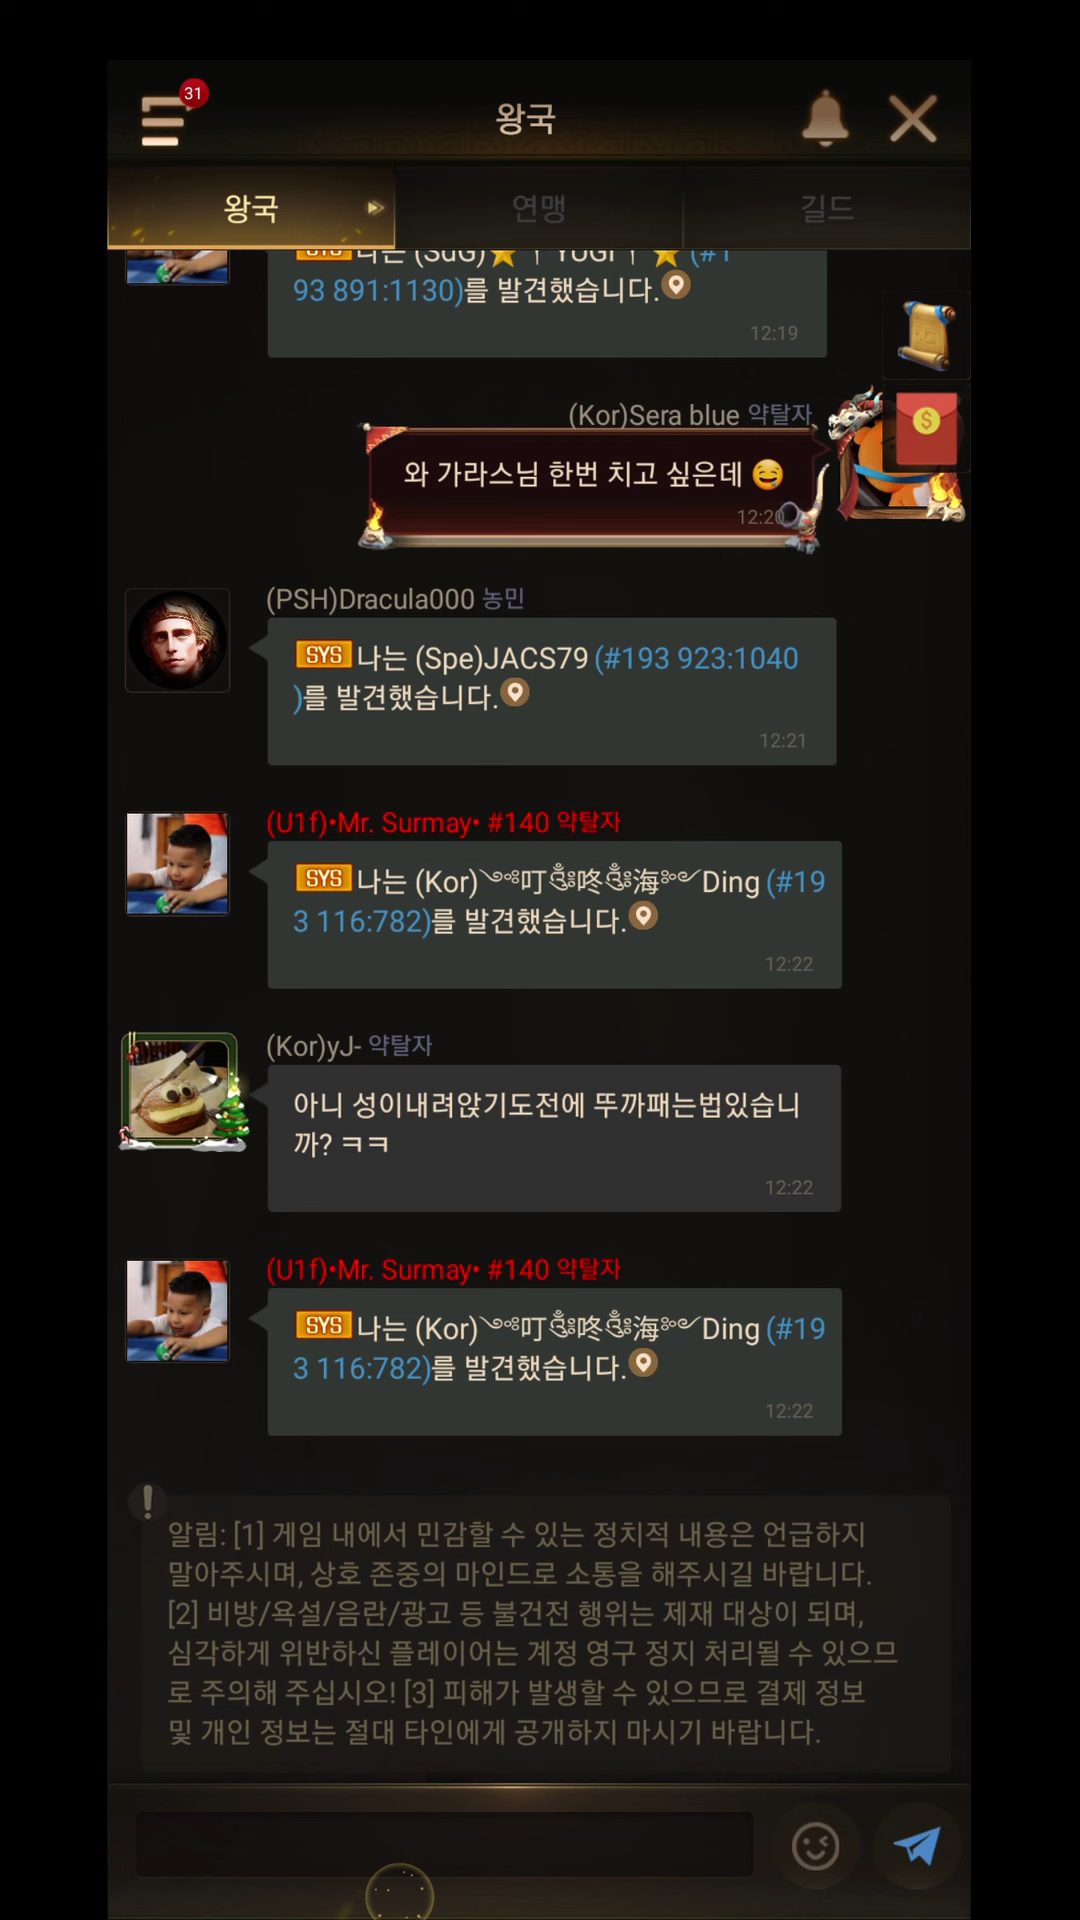 31
왕국
왕국
연맹
길드
93 891:1130)를 발견했습니다.
12:19
(Kor)Sera blue 약탈자
와 가라스님 한번 치고 싶은데 🤤
12:20
(PSH)Dracula000 농민
SYS 나는 (Spe)JACS79 (#193 923:1040
)를 발견했습니다.
12:21
(U1f)•Mr. Surmay• #140 약탈자
SYS 나는 (Kor)༺叮ༀ咚ༀ海༻Ding (#19
3 116:782)를 발견했습니다.
12:22
(Kor)yJ- 약탈자
아니 성이내려앉기도전에 뚜까패는법있습니
까? ㅋㅋ
12:22
(U1f)•Mr. Surmay• #140 약탈자
SYS 나는 (Kor)༺叮ༀ咚ༀ海༻Ding (#19
3 116:782)를 발견했습니다.
12:22
알림: [1] 게임 내에서 민감할 수 있는 정치적 내용은 언급하지
말아주시며, 상호 존중의 마인드로 소통을 해주시길 바랍니다.
[2] 비방/욕설/음란/광고 등 불건전 행위는 제재 대상이 되며,
심각하게 위반하신 플레이어는 계정 영구 정지 처리될 수 있으므
로 주의해 주십시오! [3] 피해가 발생할 수 있으므로 결제 정보
및 개인 정보는 절대 타인에게 공개하지 마시기 바랍니다.